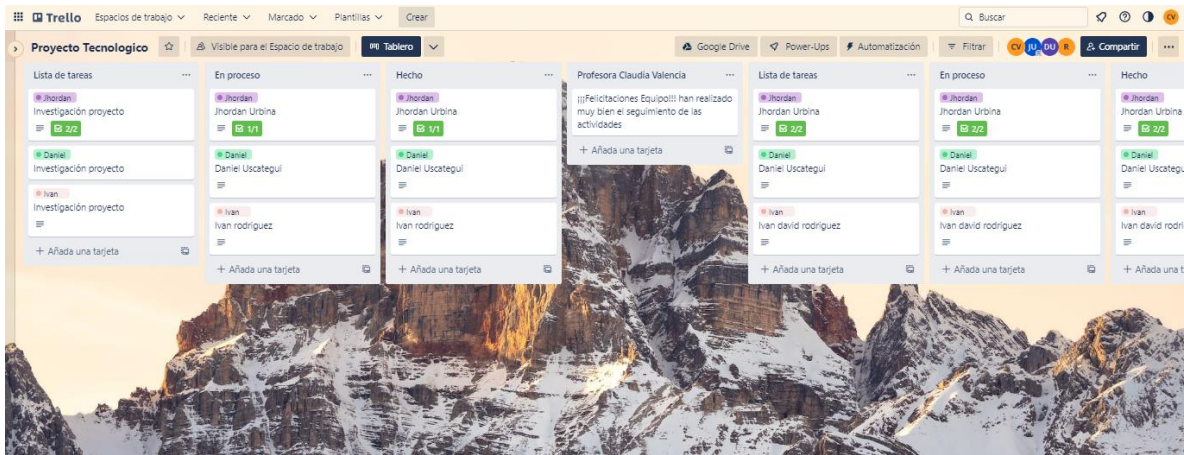 Trello Espacios de trabajo Reciente Marcado Plantillas Crear Buscar CV
Proyecto Tecnologico Visible para el Espacio de trabajo Tablero Google Drive Power-Ups Automatización Filtrar CV JU DU R Compartir
Lista de tareas
Jhordan
Investigación proyecto
2/2
Daniel
Investigación proyecto
Ivan
Investigación proyecto
+ Añada una tarjeta
En proceso
Jhordan
Jhordan Urbina
1/1
Daniel
Daniel Uscategui
Ivan
Ivan rodriguez
+ Añada una tarjeta
Hecho
Jhordan
Jhordan Urbina
1/1
Daniel
Daniel Uscategui
Ivan
Ivan rodriguez
+ Añada una tarjeta
Profesora Claudia Valencia
¡¡¡Felicitaciones Equipo!!! han realizado
muy bien el seguimiento de las
actividades
+ Añada una tarjeta
Lista de tareas
Jhordan
Jhordan Urbina
2/2
Daniel
Daniel Uscategui
Ivan
Ivan david rodriguez
+ Añada una tarjeta
En proceso
Jhordan
Jhordan Urbina
2/2
Daniel
Daniel Uscategui
Ivan
Ivan david rodriguez
+ Añada una tarjeta
Hecho
Jhordan
Jhordan Urbina
2/2
Daniel
Daniel Uscategu
Ivan
Ivan david rodri
+ Añada una t